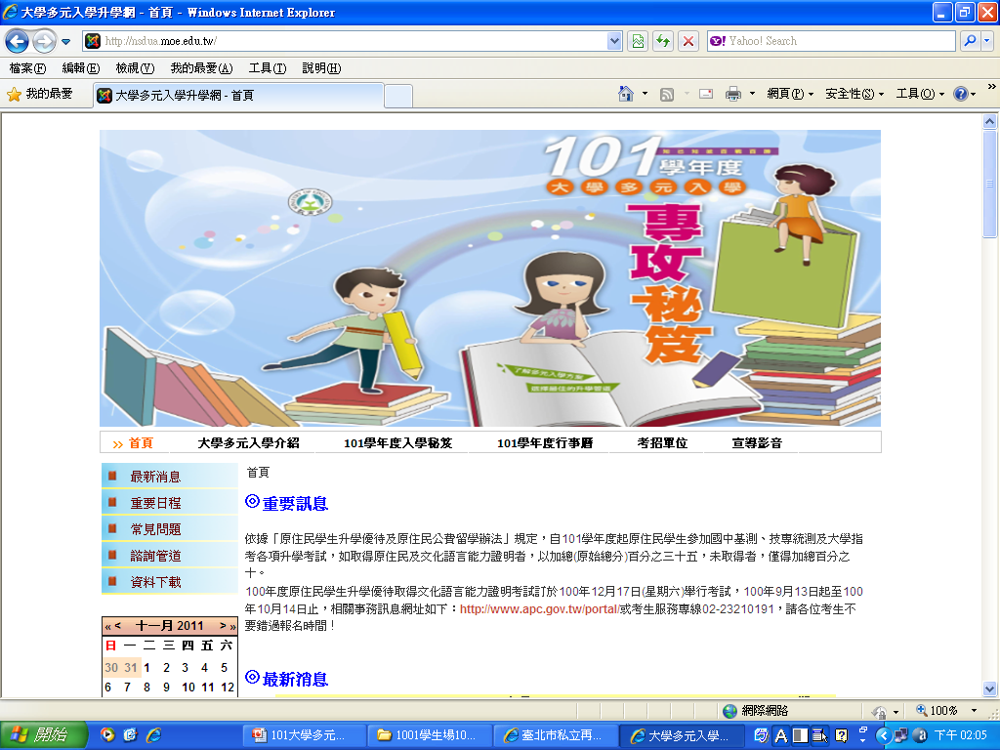 大學多元入學升學網 - 首頁 - Windows Internet Explorer
http://nsdua.moe.edu.tw/
Yahoo! Search
檔案(F) 編輯(E) 檢視(V) 我的最愛(A) 工具(T) 說明(H)
我的最愛 大學多元入學升學網 - 首頁 網頁(P) 安全性(S) 工具(O)
101
學年度
大學多元入學
專攻秘笈
了解多元入學方案
選擇最佳的升學管道
首頁 大學多元入學介紹 101學年度入學秘笈 101學年度行事曆 考招單位 宣導影音
最新消息
重要日程
常見問題
諮詢管道
資料下載
« < 十一月 2011 > »
日 一 二 三 四 五 六
30 31 1 2 3 4 5
6 7 8 9 10 11 12
首頁
重要訊息
依據「原住民學生升學優待及原住民公費留學辦法」規定，自101學年度起原住民學生參加國中基測、技專統測及大學指
考各項升學考試，如取得原住民及文化語言能力證明者，以加總(原始總分)百分之三十五，未取得者，僅得加總百分之
十。
100年度原住民學生升學優待取得文化語言能力證明考試訂於100年12月17日(星期六)舉行考試，100年9月13日起至100
年10月14日止，相關事務訊息網址如下：http://www.apc.gov.tw/portal/或考生服務專線02-23210191，請各位考生不
要錯過報名時間！
最新消息
網際網路 100%
開始 101大學多元... 1001學生場10... 臺北市私立再... 大學多元入學... 下午 02:05